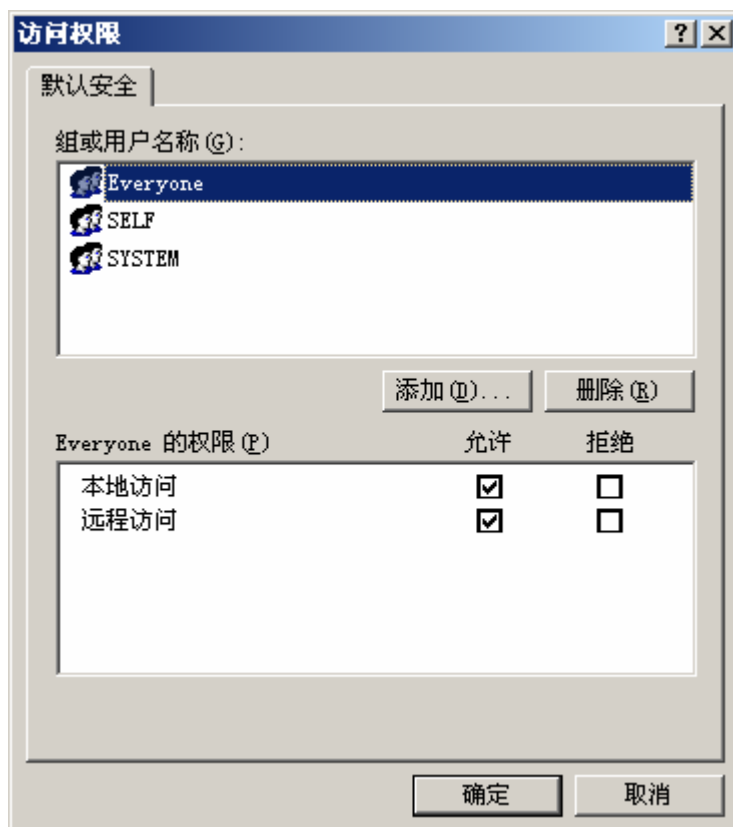 访问权限
默认安全
组或用户名称(G):
Everyone
SELF
SYSTEM
添加(D)... 删除(R)
Everyone 的权限(P) 允许 拒绝
本地访问
远程访问
确定 取消